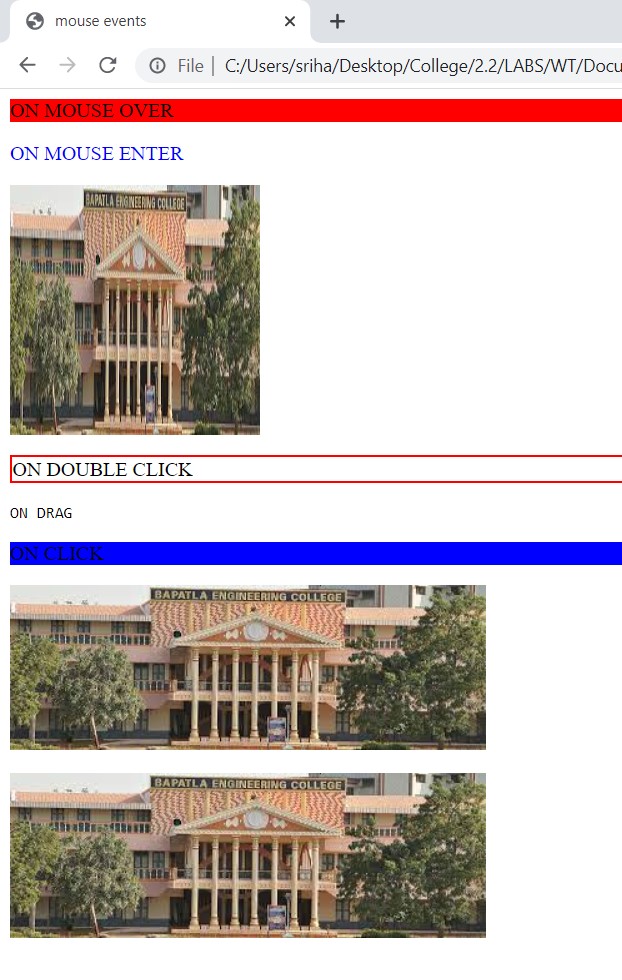 mouse events
File | C:/Users/sriha/Desktop/College/2.2/LABS/WT/Docu
ON MOUSE OVER
ON MOUSE ENTER
BAPATLA ENGINEERING COLLEGE
ON DOUBLE CLICK
ON DRAG
ON CLICK
BAPATLA ENGINEERING COLLEGE
BAPATLA ENGINEERING COLLEGE